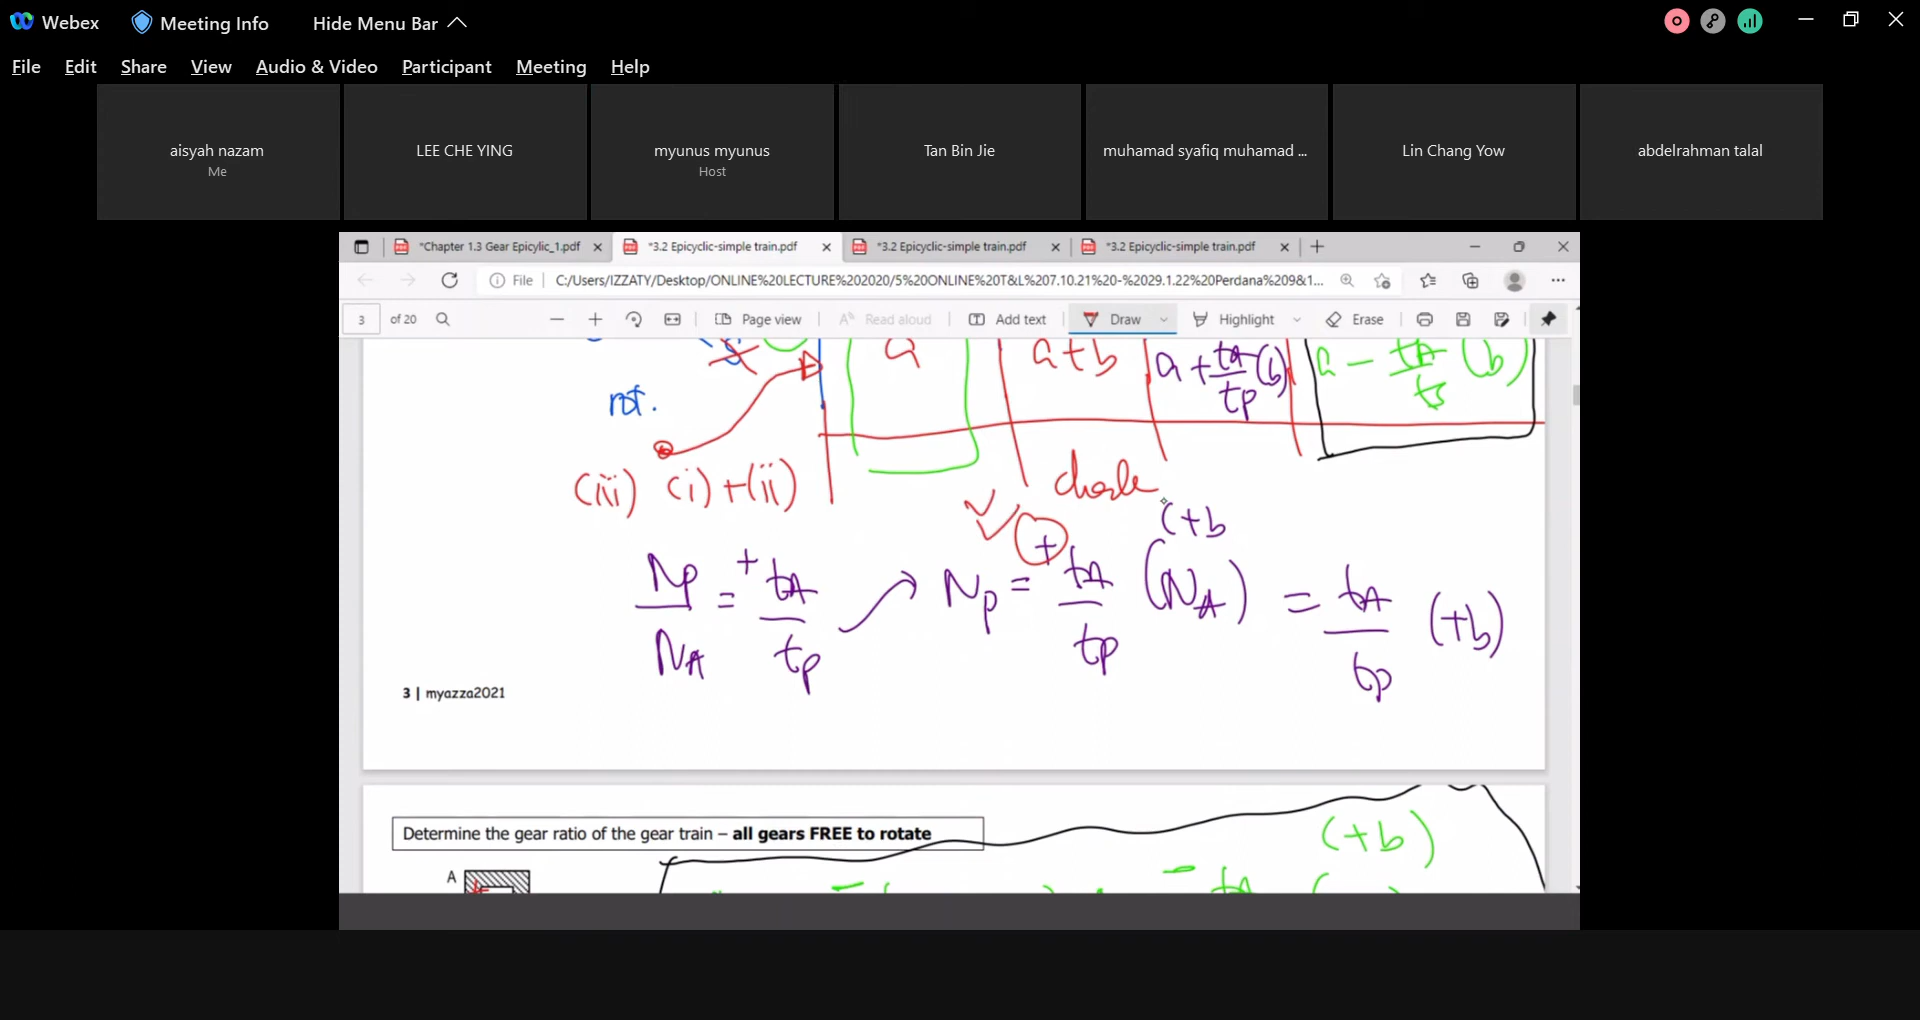 Webex Meeting Info Hide Menu Bar
File Edit Share View Audio & Video Participant Meeting Help
aisyah nazam
Me
LEE CHE YING
myunus myunus
Host
Tan Bin Jie
muhamad syafiq muhamad ...
Lin Chang Yow
abdelrahman talal
*Chapter 1.3 Gear Epicylic_1.pdf *3.2 Epicyclic-simple train.pdf *3.2 Epicyclic-simple train.pdf *3.2 Epicyclic-simple train.pdf
File C:/Users/IZZATY/Desktop/ONLINE%20LECTURE%202020/5%20ONLINE%20T&L%207.10.21%20-%2029.1.22%20Perdana%209&1...
3 of 20 Page view Read aloud Add text Draw Highlight Erase
a a+b a + tA/tp (b) a - tA/ts (b)
rot.
(iii) (i) + (ii)
(+b
Np/NA = + tA/tp Np = + tA/tp (NA) = tA/tp (+b)
3 | myazza2021
Determine the gear ratio of the gear train – all gears FREE to rotate
(+b)
A